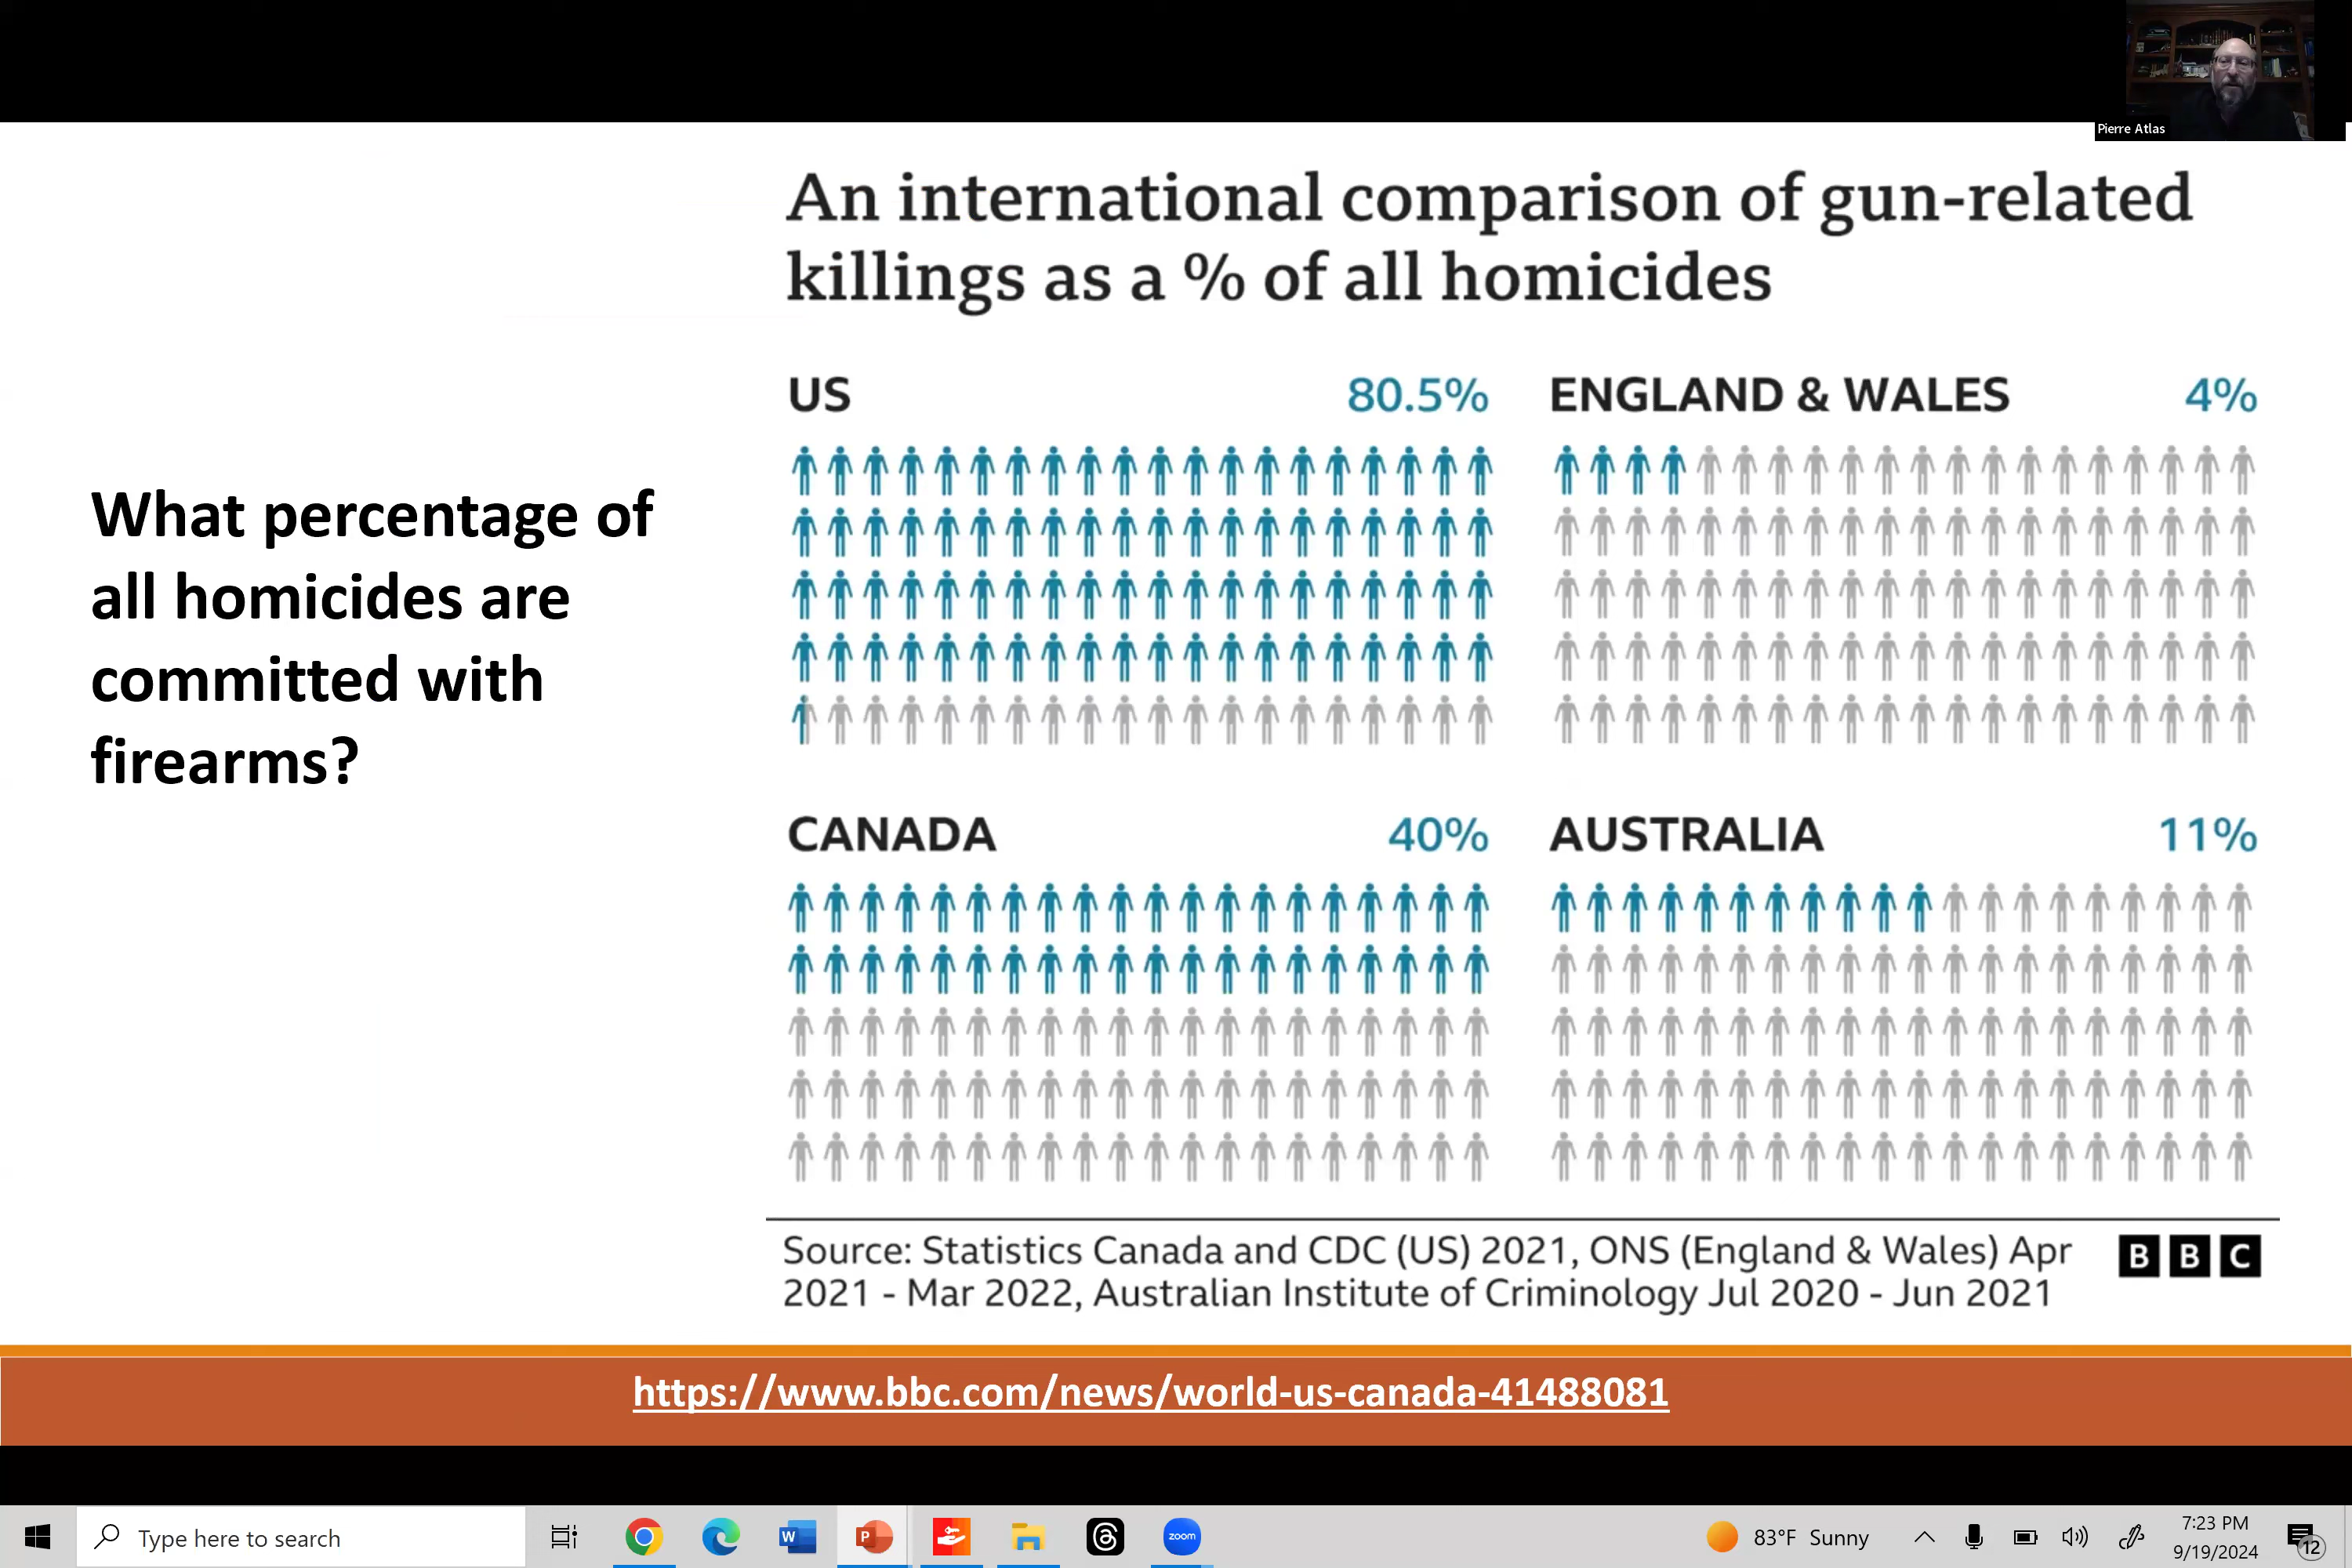 Pierre Atlas
An international comparison of gun-related
killings as a % of all homicides
What percentage of
all homicides are
committed with
firearms?
US 80.5%
ENGLAND & WALES 4%
CANADA 40%
AUSTRALIA 11%
Source: Statistics Canada and CDC (US) 2021, ONS (England & Wales) Apr
2021 - Mar 2022, Australian Institute of Criminology Jul 2020 - Jun 2021
BBC
https://www.bbc.com/news/world-us-canada-41488081
Type here to search
W
P
zoom
83°F Sunny
7:23 PM
9/19/2024
12